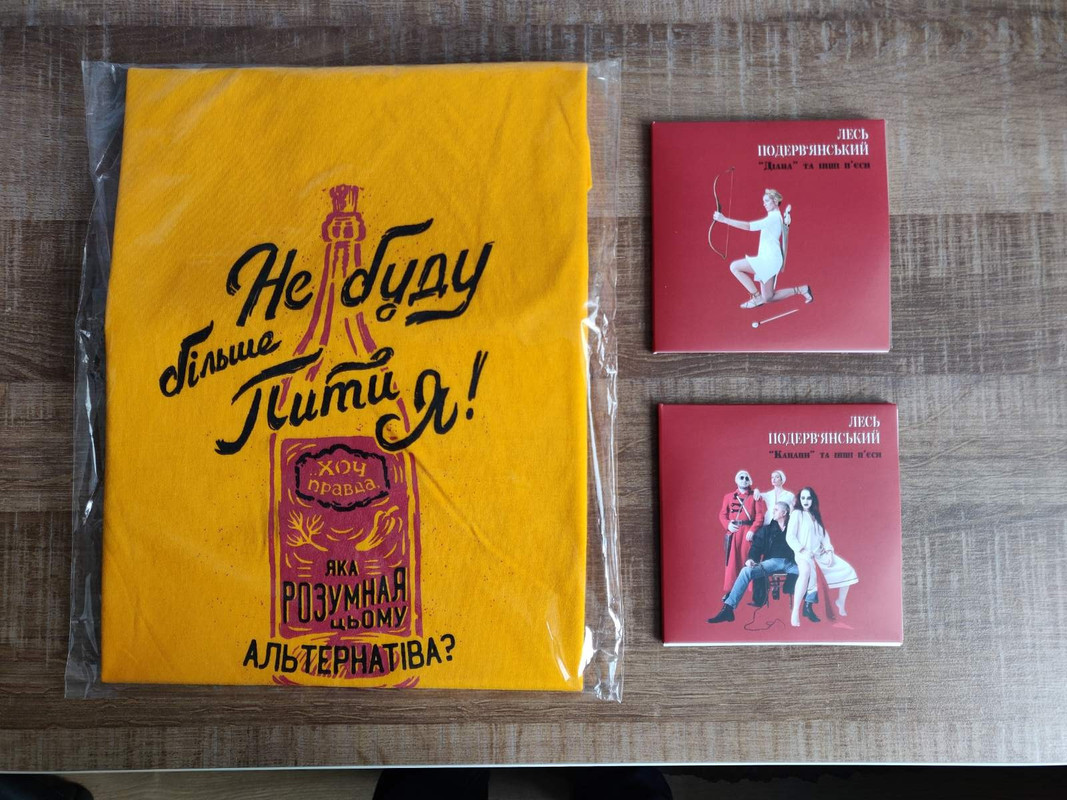 Не буду
більше
Пити Я!
ХОЧ
правда,
ЯКА
РОЗУМНАЯ
ЦЬОМУ
АЛЬТЕРНАТІВА?
ЛЕСЬ
ПОДЕРВ'ЯНСЬКИЙ
"Діана" та інші п'єси
ЛЕСЬ
ПОДЕРВ'ЯНСЬКИЙ
"Кацапи" та інші п'єси